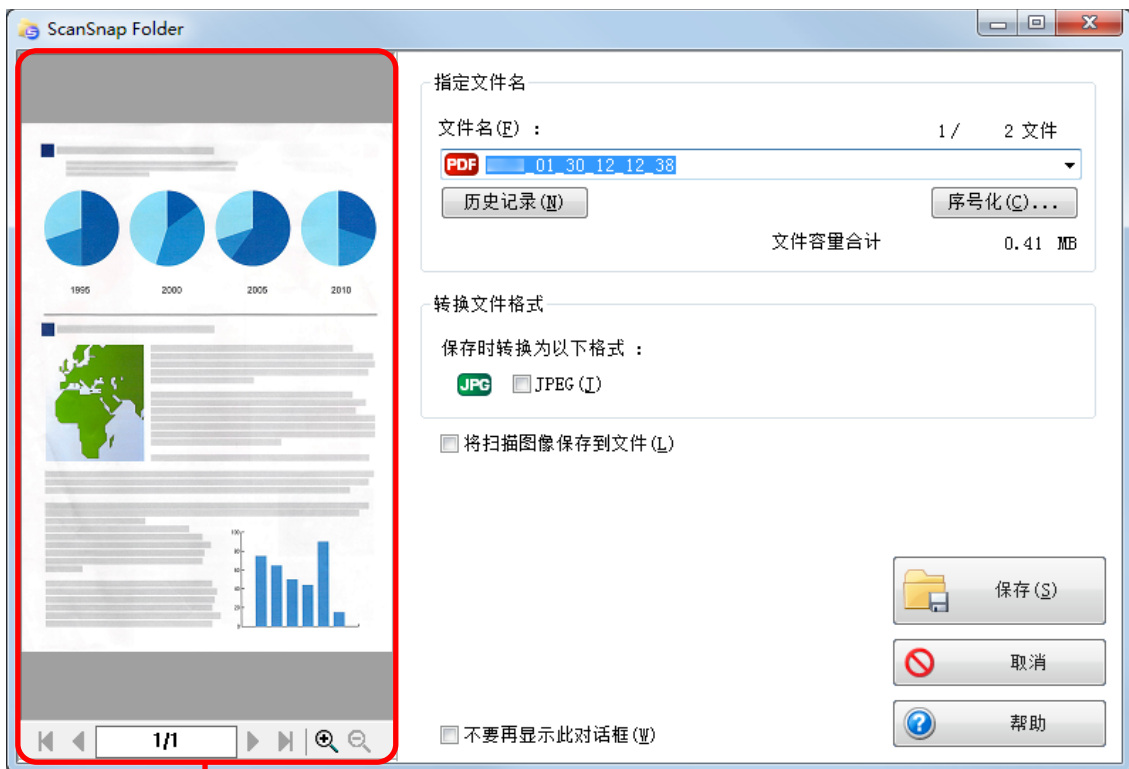 ScanSnap Folder
1995 2000 2005 2010
1/1
指定文件名
文件名(F) :
1/ 2 文件
PDF _01_30_12_12_38
历史记录(N)
序号化(C)...
文件容量合计 0.41 MB
转换文件格式
保存时转换为以下格式 :
JPG JPEG(J)
将扫描图像保存到文件(L)
保存(S)
取消
不要再显示此对话框(W)
帮助